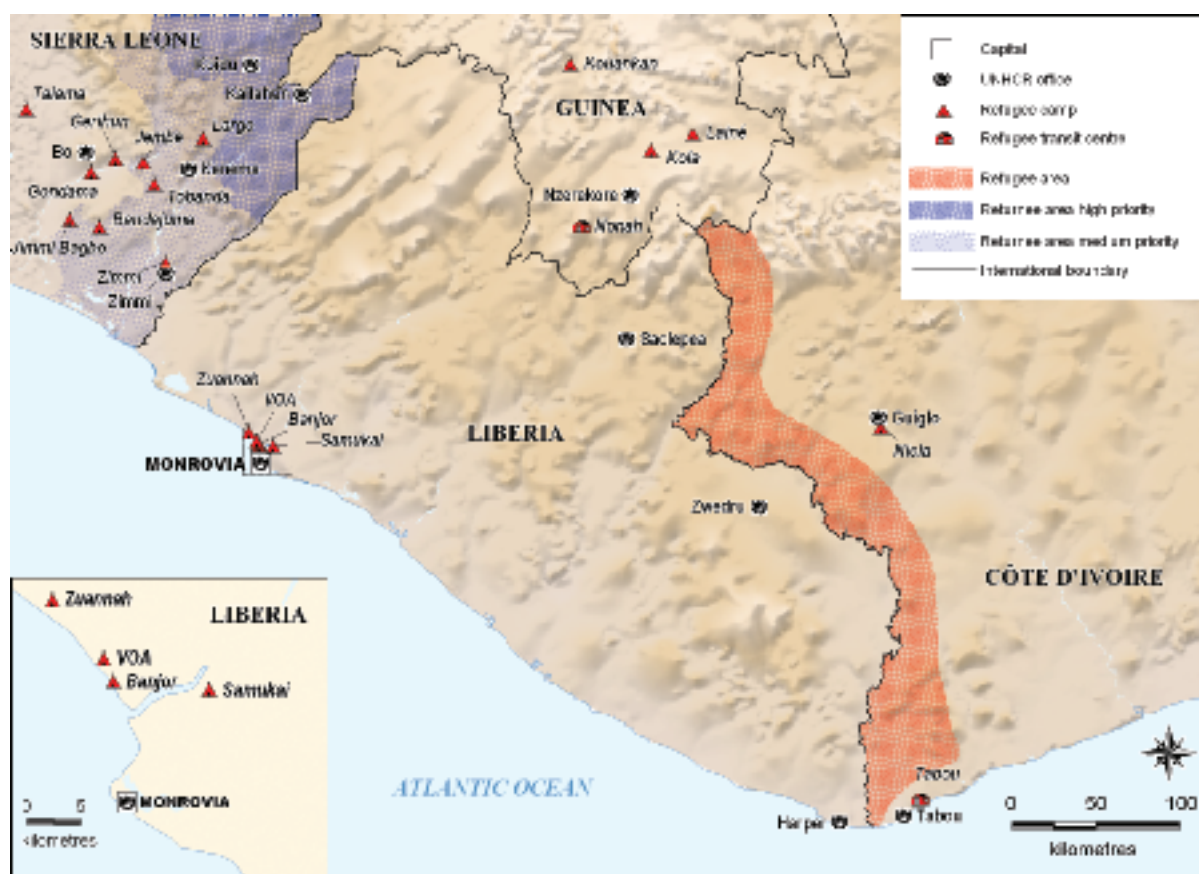 SIERRA LEONE
Koidu
Kailahun
Talama
Gerihun
Jembe
Largo
Bo
Kenema
Gondama
Tobanda
Bandajuma
Jimmi Bagbo
Zimmi
Zimmi
Kouankan
GUINEA
Laine
Kola
Nzerekore
Nonah
Capital
UNHCR office
Refugee camp
Refugee transit centre
Refugee area
Returnee area high priority
Returnee area medium priority
International boundary
Saclepea
Zuannah
VOA
Banjor
Samukai
LIBERIA
MONROVIA
Guiglo
Nicla
Zwedru
CÔTE D'IVOIRE
Zuannah
LIBERIA
VOA
Banjor
Samukai
MONROVIA
0 5
kilometres
ATLANTIC OCEAN
Tabou
Harper
Tabou
0 50 100
kilometres